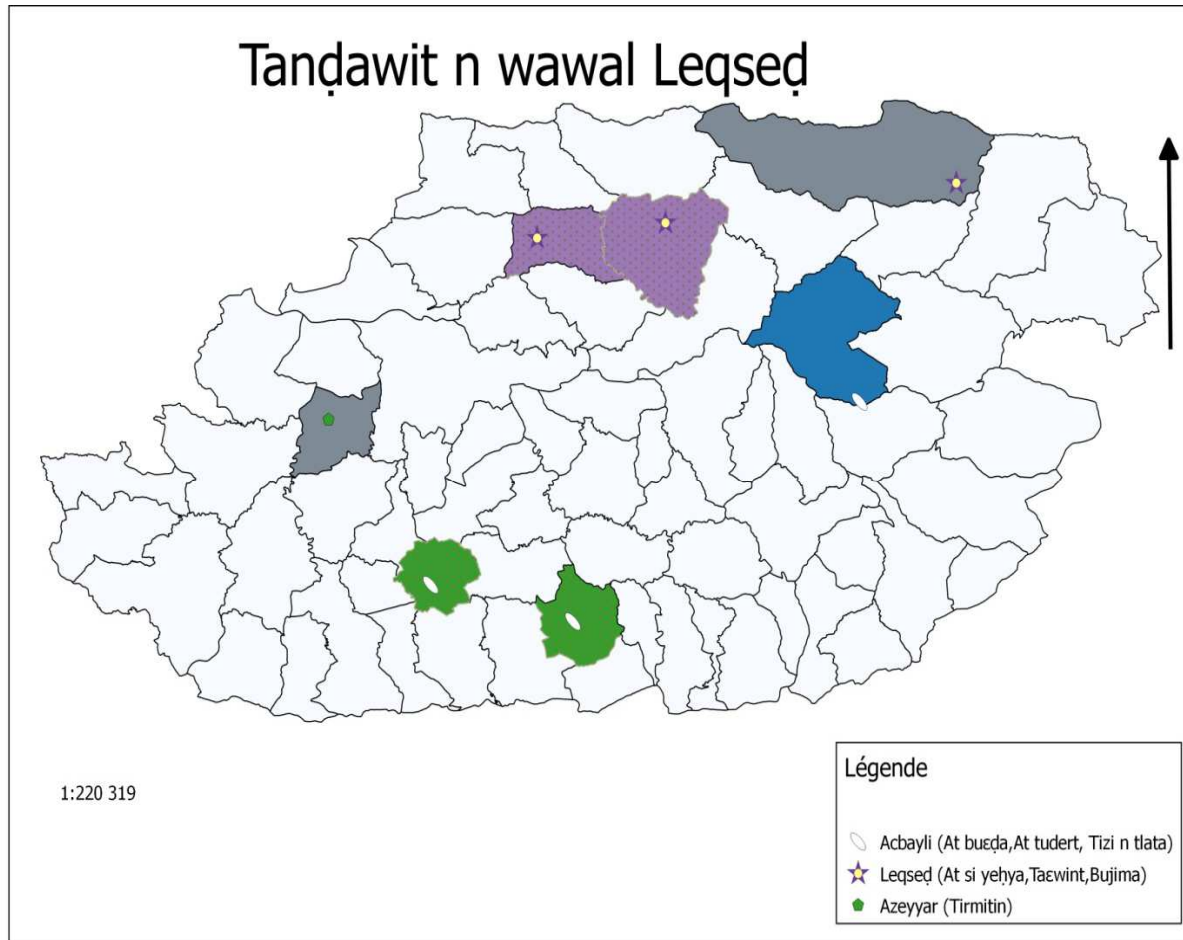 Tanḍawit n wawal Leqseḍ
1:220 319
Légende
Acbayli (At buɛḍa,At tudert, Tizi n tlata)
Leqseḍ (At si yeḥya,Taɛwint,Bujima)
Azeyyar (Tirmitin)